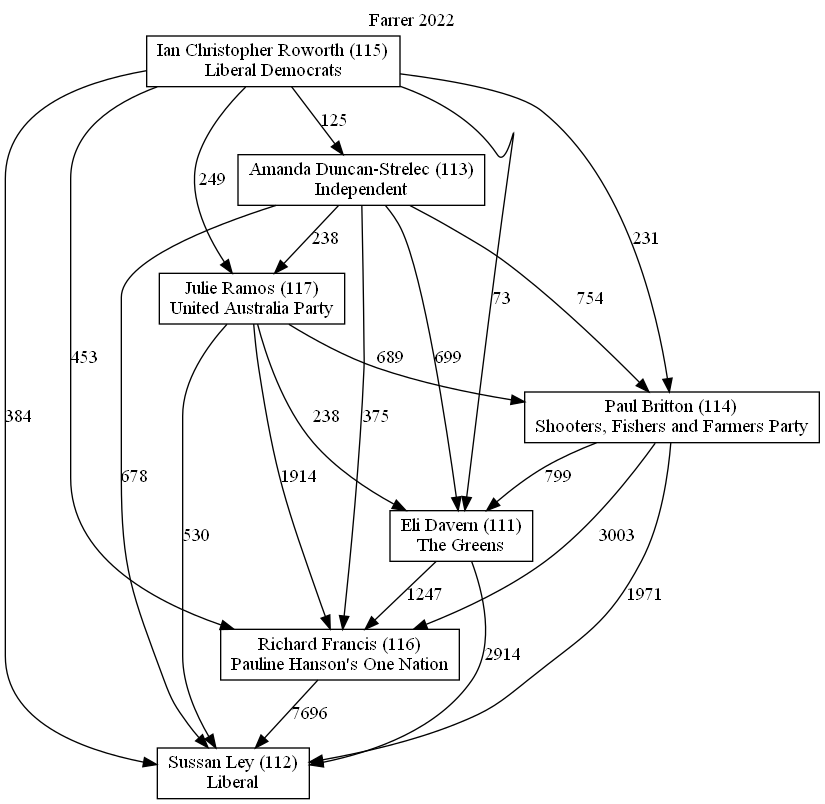 Farrer 2022
Ian Christopher Roworth (115)
Liberal Democrats
125
Amanda Duncan-Strelec (113)
Independent
249
238
231
Julie Ramos (117)
United Australia Party
73
754
453
689
699
384
238
375
Paul Britton (114)
Shooters, Fishers and Farmers Party
678
1914
799
530
Eli Davern (111)
The Greens
3003
1247
1971
Richard Francis (116)
Pauline Hanson's One Nation
2914
7696
Sussan Ley (112)
Liberal